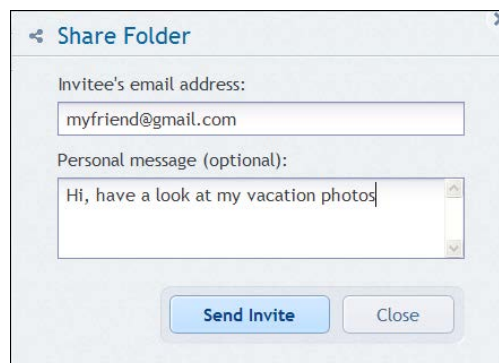 Share Folder
Invitee's email address:
myfriend@gmail.com
Personal message (optional):
Hi, have a look at my vacation photos
Send Invite
Close